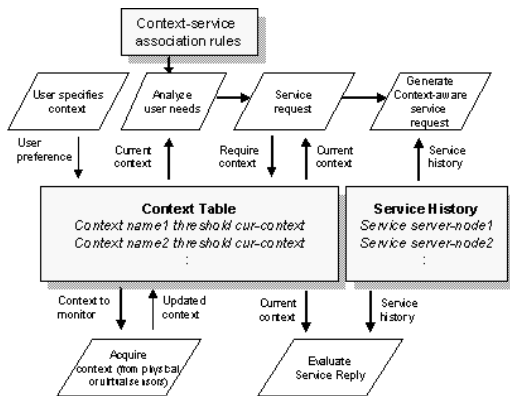 Context-service
association rules
User specifies
context
Analyze
user needs
Service
request
Generate
Context-aware
service
request
User
preference
Current
context
Require
context
Current
context
Service
history
Context Table
Context name1 threshold cur-context
Context name2 threshold cur-context
:
Service History
Service server-node1
Service server-node2
:
Context to
monitor
Updated
context
Current
context
Service
history
Acquire
context (from physical
or virtual sensors)
Evaluate
Service Reply